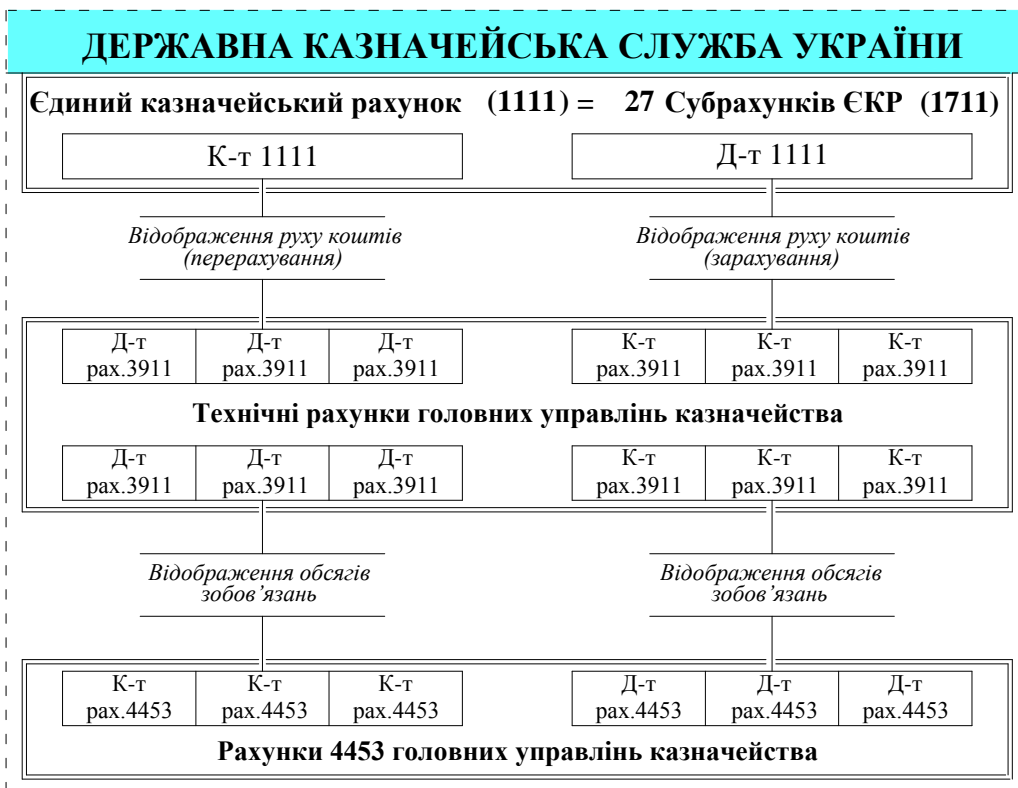 ДЕРЖАВНА КАЗНАЧЕЙСЬКА СЛУЖБА УКРАЇНИ
Єдиний казначейський рахунок (1111) = 27 Субрахунків ЄКР (1711)
К-т 1111 Д-т 1111
Відображення руху коштів Відображення руху коштів
(перерахування) (зарахування)
Д-т Д-т Д-т К-т К-т К-т
рах.3911 рах.3911 рах.3911 рах.3911 рах.3911 рах.3911
Технічні рахунки головних управлінь казначейства
Д-т Д-т Д-т К-т К-т К-т
рах.3911 рах.3911 рах.3911 рах.3911 рах.3911 рах.3911
Відображення обсягів Відображення обсягів
зобов’язань зобов’язань
К-т К-т К-т Д-т Д-т Д-т
рах.4453 рах.4453 рах.4453 рах.4453 рах.4453 рах.4453
Рахунки 4453 головних управлінь казначейства